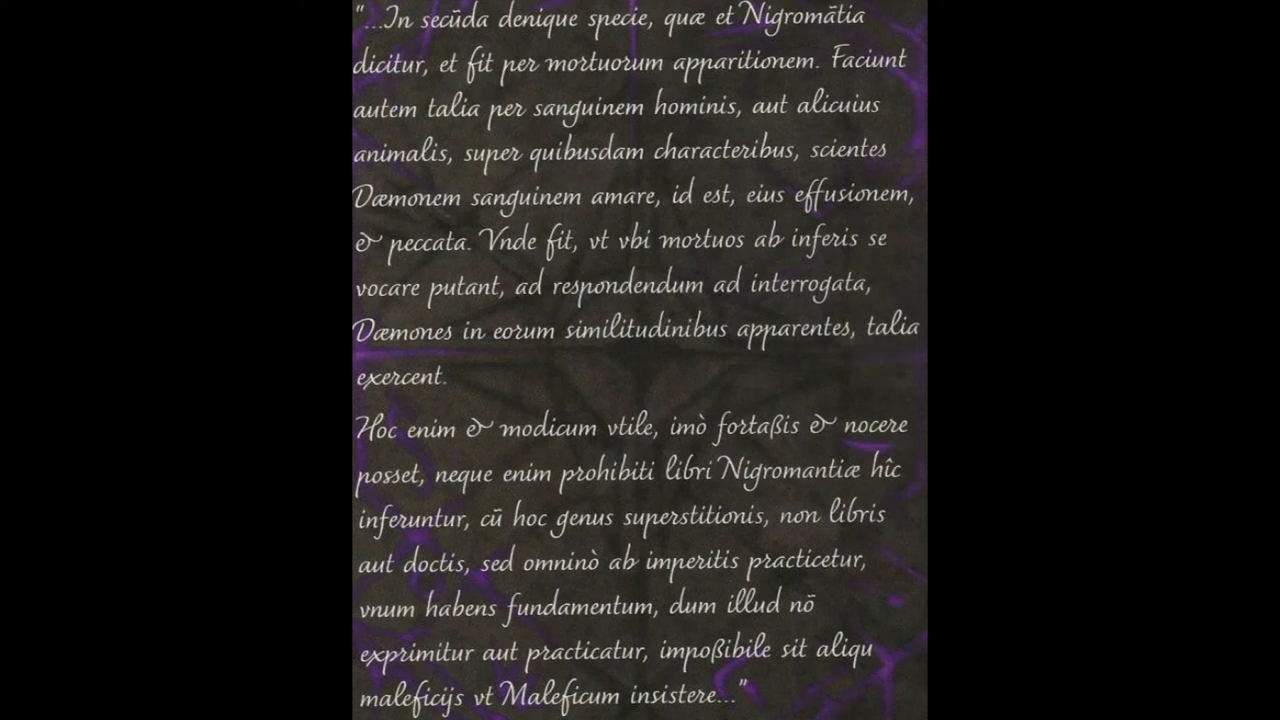 "...In secūda denique specie, quæ et Nigromātia
dicitur, et fit per mortuorum apparitionem. Faciunt
autem talia per sanguinem hominis, aut alicuius
animalis, super quibusdam characteribus, scientes
Dæmonem sanguinem amare, id est, eius effusionem,
& peccata. Vnde fit, vt vbi mortuos ab inferis se
vocare putant, ad respondendum ad interrogata,
Dæmones in eorum similitudinibus apparentes, talia
exercent.
Hoc enim & modicum vtile, imò fortaßis & nocere
posset, neque enim prohibiti libri Nigromantiæ hîc
inferuntur, cū hoc genus superstitionis, non libris
aut doctis, sed omninò ab imperitis practicetur,
vnum habens fundamentum, dum illud nō
exprimitur aut practicatur, impoßibile sit aliqu
maleficijs vt Maleficum insistere..."